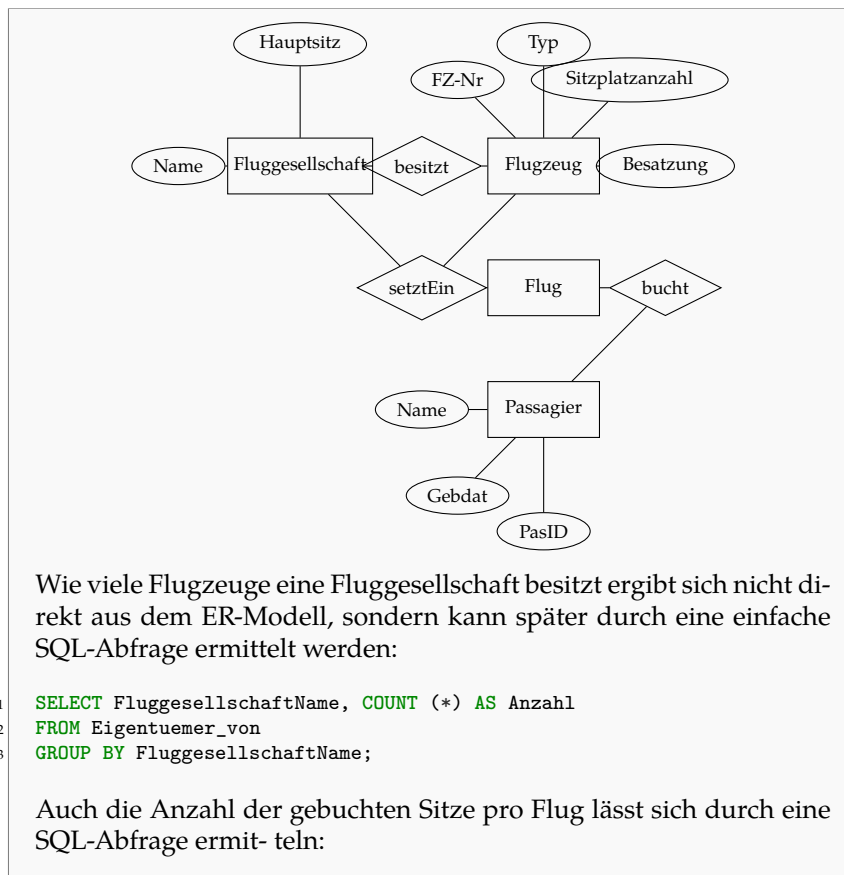 Hauptsitz
Typ
FZ-Nr
Sitzplatzanzahl
Name
Fluggesellschaft
besitzt
Flugzeug
Besatzung
setztEin
Flug
bucht
Name
Passagier
Gebdat
PasID
Wie viele Flugzeuge eine Fluggesellschaft besitzt ergibt sich nicht di-
rekt aus dem ER-Modell, sondern kann später durch eine einfache
SQL-Abfrage ermittelt werden:
1 SELECT FluggesellschaftName, COUNT (*) AS Anzahl
2 FROM Eigentuemer_von
3 GROUP BY FluggesellschaftName;
Auch die Anzahl der gebuchten Sitze pro Flug lässt sich durch eine
SQL-Abfrage ermit- teln: